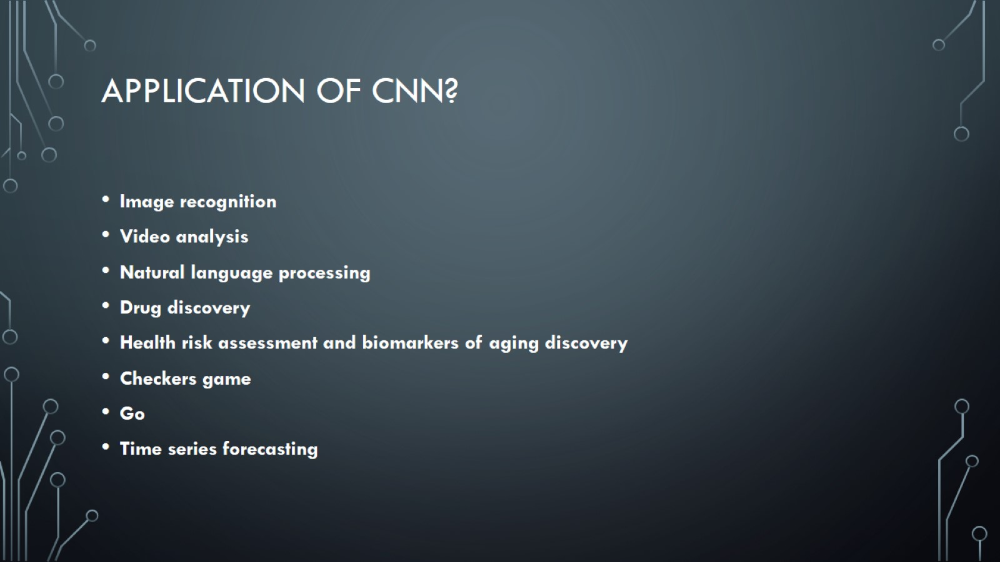 APPLICATION OF CNN?
• Image recognition
• Video analysis
• Natural language processing
• Drug discovery
• Health risk assessment and biomarkers of aging discovery
• Checkers game
• Go
• Time series forecasting